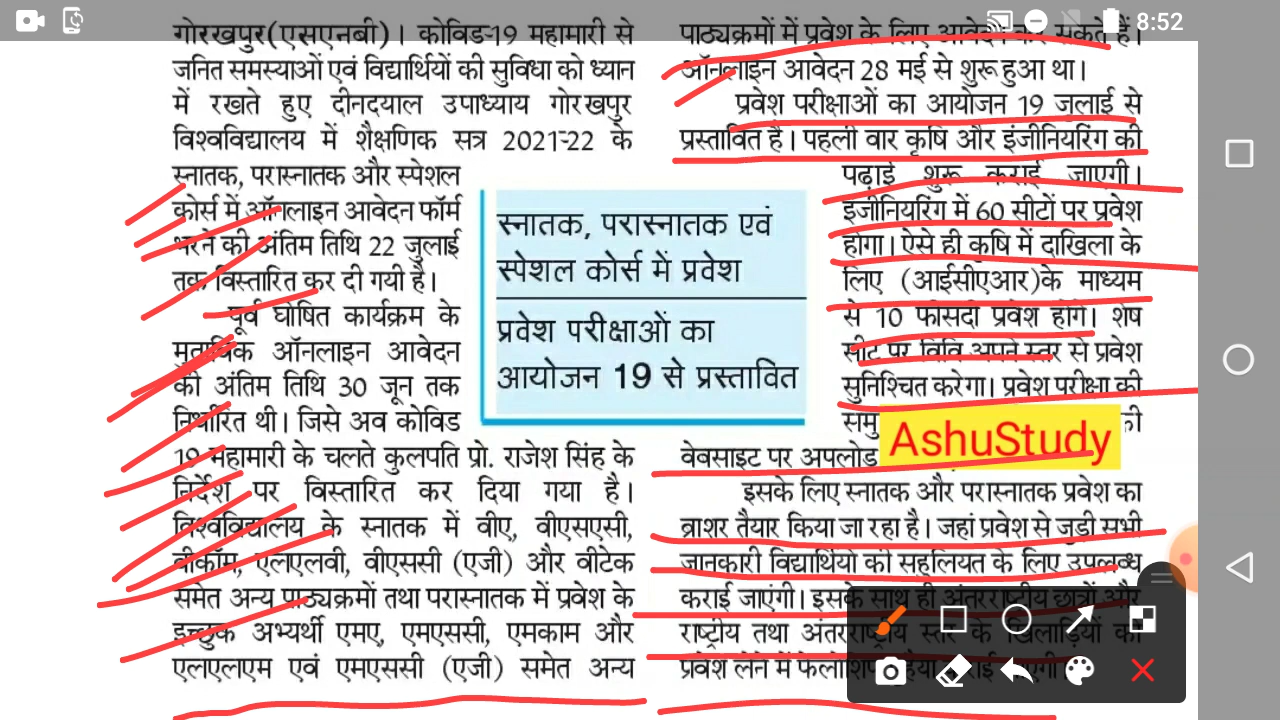 8:52
गोरखपुर(एसएनबी)। कोविड-19 महामारी से
जनित समस्याओं एवं विद्यार्थियों की सुविधा को ध्यान
में रखते हुए दीनदयाल उपाध्याय गोरखपुर
विश्वविद्यालय में शैक्षणिक सत्र 2021-22 के
स्नातक, परास्नातक और स्पेशल
कोर्स में ऑनलाइन आवेदन फॉर्म
भरने की अंतिम तिथि 22 जुलाई
तक विस्तारित कर दी गयी है।
पूर्व घोषित कार्यक्रम के
मुताबिक ऑनलाइन आवेदन
की अंतिम तिथि 30 जून तक
निर्धारित थी। जिसे अव कोविड
19 महामारी के चलते कुलपति प्रो. राजेश सिंह के
निर्देश पर विस्तारित कर दिया गया है।
विश्वविद्यालय के स्नातक में वीए, वीएससी,
वीकॉम, एलएलवी, वीएससी (एजी) और वीटेक
समेत अन्य पाठ्यक्रमों तथा परास्नातक में प्रवेश के
इच्छुक अभ्यर्थी एमए, एमएससी, एमकाम और
एलएलएम एवं एमएससी (एजी) समेत अन्य
स्नातक, परास्नातक एवं
स्पेशल कोर्स में प्रवेश
प्रवेश परीक्षाओं का
आयोजन 19 से प्रस्तावित
पाठ्यक्रमों में प्रवेश के लिए आवेदन कर सकते हैं।
ऑनलाइन आवेदन 28 मई से शुरू हुआ था।
प्रवेश परीक्षाओं का आयोजन 19 जुलाई से
प्रस्तावित है। पहली वार कृषि और इंजीनियरिंग की
पढ़ाई शुरू कराई जाएगी।
इंजीनियरिंग में 60 सीटों पर प्रवेश
होगा। ऐसे ही कृषि में दाखिला के
लिए (आईसीएआर)के माध्यम
से 10 फीसदी प्रवेश होंगे। शेष
सीट पर विवि अपने स्तर से प्रवेश
सुनिश्चित करेगा। प्रवेश परीक्षा की
AshuStudy
वेवसाइट पर अपलोड
इसके लिए स्नातक और परास्नातक प्रवेश का
व्राशर तैयार किया जा रहा है। जहां प्रवेश से जुड़ी सभी
जानकारी विद्यार्थियों की सहूलियत के लिए उपलव्ध
कराई जाएंगी। इसके साथ ही अंतरराष्ट्रीय छात्रों और
राष्ट्रीय तथा अंतरराष्ट्रीय स्तर के खिलाड़ियों को
प्रवेश लेने में